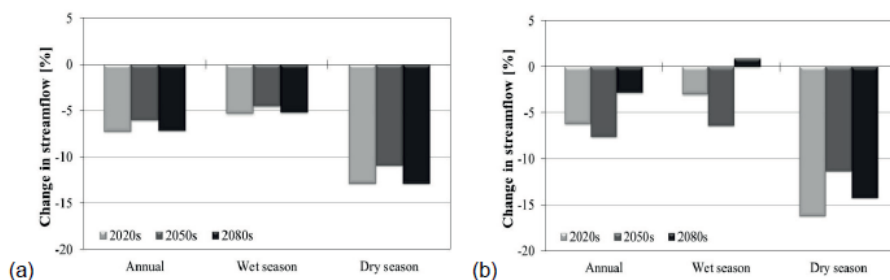 Change in streamflow [%]
5
0
-5
-10
-15
-20
2020s 2050s 2080s
Annual Wet season Dry season
(a)
Change in streamflow [%]
5
0
-5
-10
-15
-20
2020s 2050s 2080s
Annual Wet season Dry season
(b)